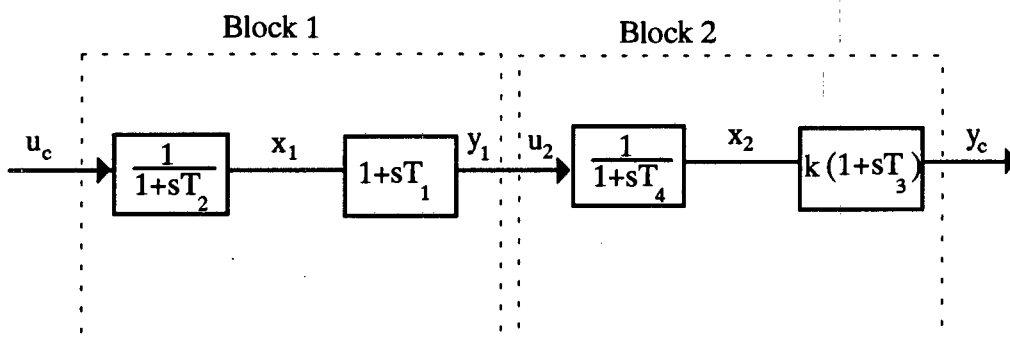 Block 1
Block 2
u_c
1
1+sT_2
x_1
1+sT_1
y_1
u_2
1
1+sT_4
x_2
k (1+sT_3)
y_c